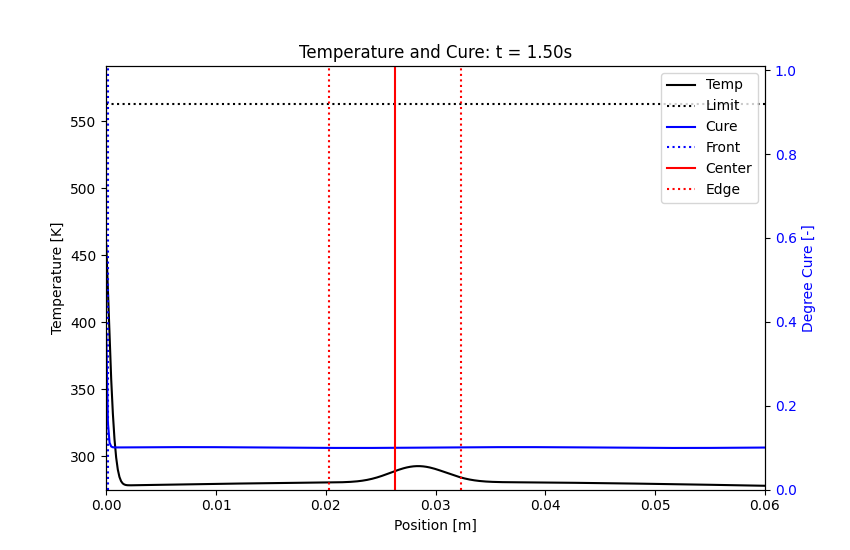 Temperature and Cure: t = 1.50s
Temp
Limit
Cure
Front
Center
Edge
Temperature [K]
550
500
450
400
350
300
Degree Cure [-]
1.0
0.8
0.6
0.4
0.2
0.0
0.00
0.01
0.02
0.03
0.04
0.05
0.06
Position [m]